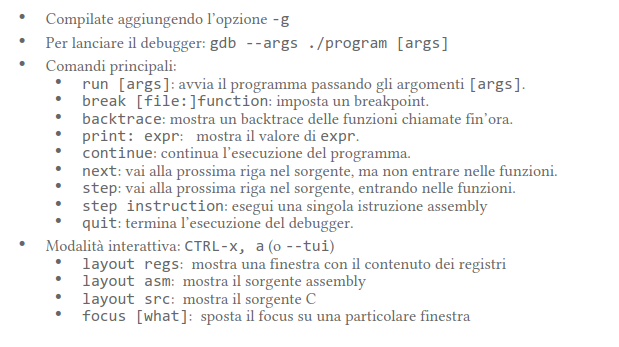 • Compilate aggiungendo l'opzione -g
• Per lanciare il debugger: gdb --args ./program [args]
• Comandi principali:
• run [args]: avvia il programma passando gli argomenti [args].
• break [file:]function: imposta un breakpoint.
• backtrace: mostra un backtrace delle funzioni chiamate fin'ora.
• print: expr: mostra il valore di expr.
• continue: continua l'esecuzione del programma.
• next: vai alla prossima riga nel sorgente, ma non entrare nelle funzioni.
• step: vai alla prossima riga nel sorgente, entrando nelle funzioni.
• step instruction: esegui una singola istruzione assembly
• quit: termina l'esecuzione del debugger.
• Modalità interattiva: CTRL-x, a (o --tui)
• layout regs: mostra una finestra con il contenuto dei registri
• layout asm: mostra il sorgente assembly
• layout src: mostra il sorgente C
• focus [what]: sposta il focus su una particolare finestra